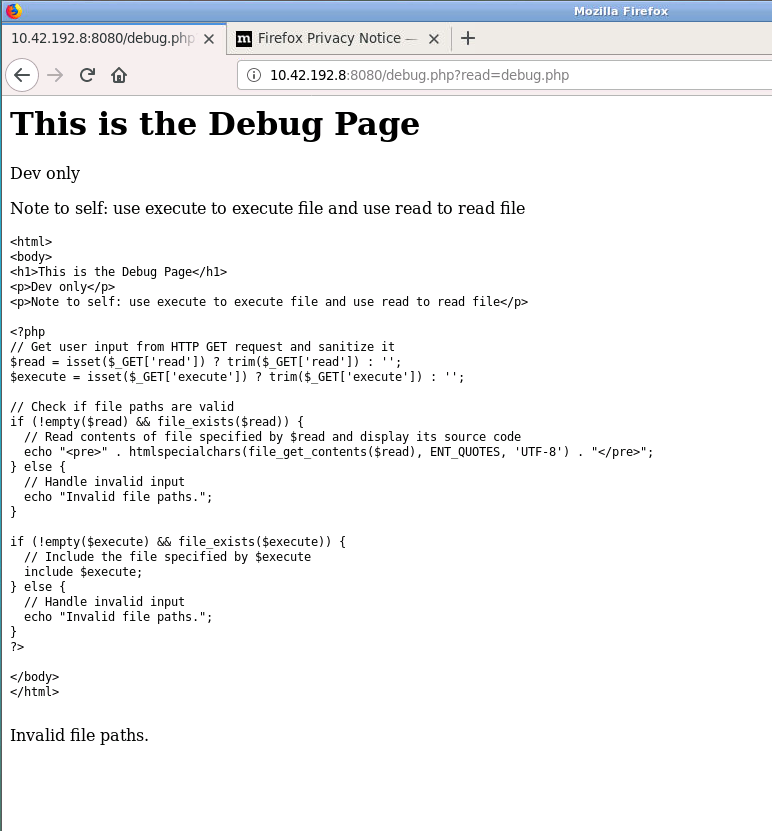 Mozilla Firefox
10.42.192.8:8080/debug.php
m Firefox Privacy Notice —
10.42.192.8:8080/debug.php?read=debug.php
This is the Debug Page
Dev only
Note to self: use execute to execute file and use read to read file
<html>
<body>
<h1>This is the Debug Page</h1>
<p>Dev only</p>
<p>Note to self: use execute to execute file and use read to read file</p>

<?php
// Get user input from HTTP GET request and sanitize it
$read = isset($_GET['read']) ? trim($_GET['read']) : '';
$execute = isset($_GET['execute']) ? trim($_GET['execute']) : '';

// Check if file paths are valid
if (!empty($read) && file_exists($read)) {
  // Read contents of file specified by $read and display its source code
  echo "<pre>" . htmlspecialchars(file_get_contents($read), ENT_QUOTES, 'UTF-8') . "</pre>";
} else {
  // Handle invalid input
  echo "Invalid file paths.";
}

if (!empty($execute) && file_exists($execute)) {
  // Include the file specified by $execute
  include $execute;
} else {
  // Handle invalid input
  echo "Invalid file paths.";
}
?>

</body>
</html>

Invalid file paths.